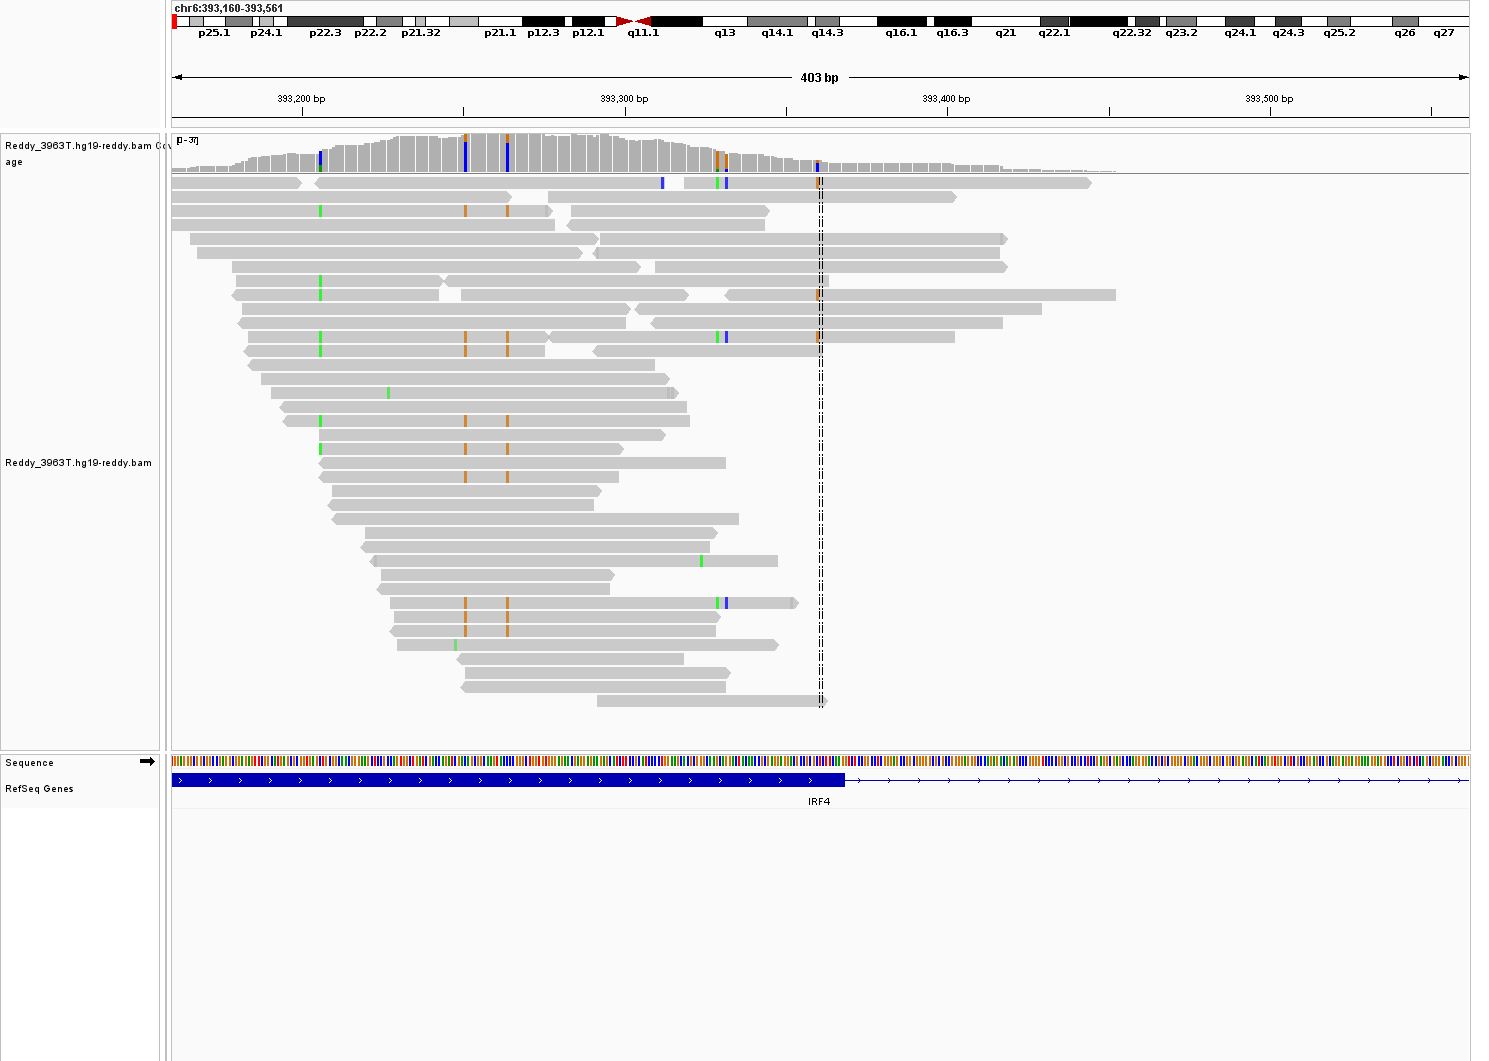 chr6:393,160-393,561
p25.1 p24.1 p22.3 p22.2 p21.32 p21.1 p12.3 p12.1 q11.1 q13 q14.1 q14.3 q16.1 q16.3 q21 q22.1 q22.32 q23.2 q24.1 q24.3 q25.2 q26 q27
403 bp
393,200 bp 393,300 bp 393,400 bp 393,500 bp
Reddy_3963T.hg19-reddy.bam Cov
age
[0 - 37]
Reddy_3963T.hg19-reddy.bam
Sequence
RefSeq Genes
IRF4